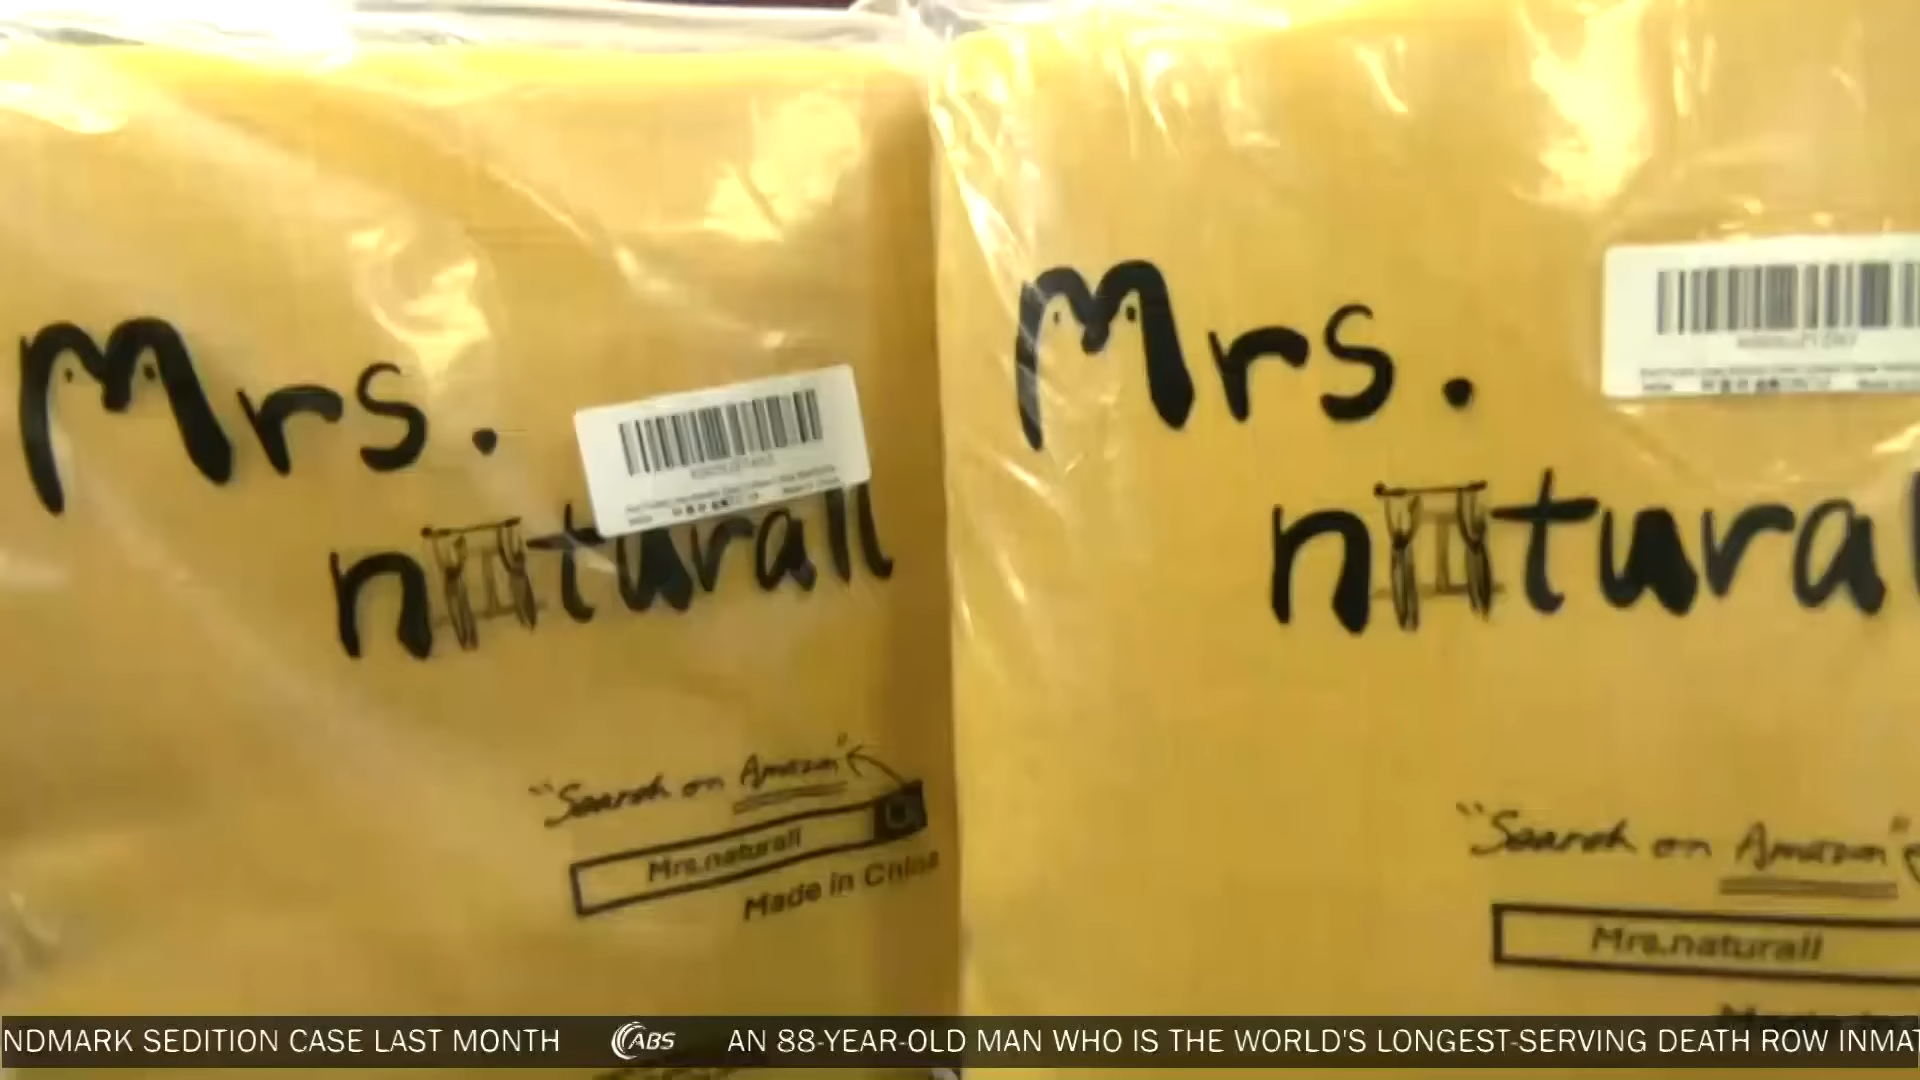 Mrs.
naturall
"Search on Amazon"
Mrs.naturall
Made in China
Mrs.
natural
"Search on Amazon"
Mrs.naturall
NDMARK SEDITION CASE LAST MONTH ABS AN 88-YEAR-OLD MAN WHO IS THE WORLD'S LONGEST-SERVING DEATH ROW INMAT